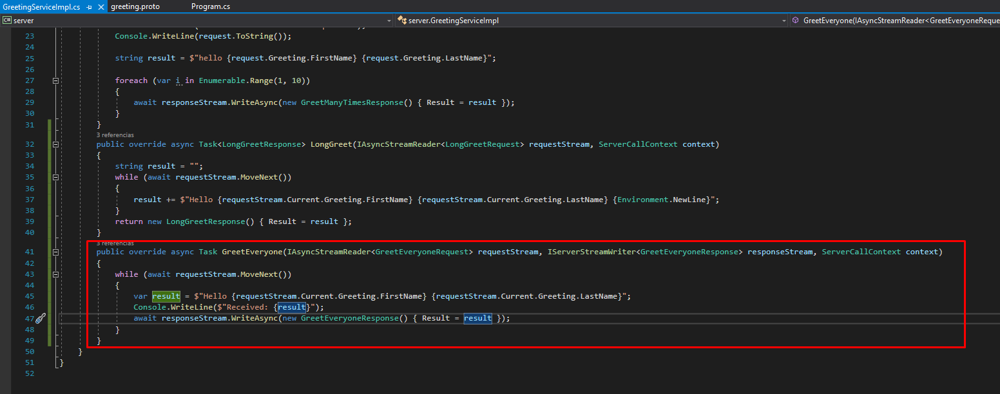 GreetingServiceImpl.cs greeting.proto Program.cs
C# server server.GreetingServiceImpl GreetEveryone(IAsyncStreamReader<GreetEveryoneReque
23 Console.WriteLine(request.ToString());
24
25 string result = $"hello {request.Greeting.FirstName} {request.Greeting.LastName}";
26
27 foreach (var i in Enumerable.Range(1, 10))
28 {
29 await responseStream.WriteAsync(new GreetManyTimesResponse() { Result = result });
30 }
31 }
3 referencias
32 public override async Task<LongGreetResponse> LongGreet(IAsyncStreamReader<LongGreetRequest> requestStream, ServerCallContext context)
33 {
34 string result = "";
35 while (await requestStream.MoveNext())
36 {
37 result += $"Hello {requestStream.Current.Greeting.FirstName} {requestStream.Current.Greeting.LastName} {Environment.NewLine}";
38 }
39 return new LongGreetResponse() { Result = result };
40 }
3 referencias
41 public override async Task GreetEveryone(IAsyncStreamReader<GreetEveryoneRequest> requestStream, IServerStreamWriter<GreetEveryoneResponse> responseStream, ServerCallContext context)
42 {
43 while (await requestStream.MoveNext())
44 {
45 var result = $"Hello {requestStream.Current.Greeting.FirstName} {requestStream.Current.Greeting.LastName}";
46 Console.WriteLine($"Received: {result}");
47 await responseStream.WriteAsync(new GreetEveryoneResponse() { Result = result });
48 }
49 }
50 }
51 }
52